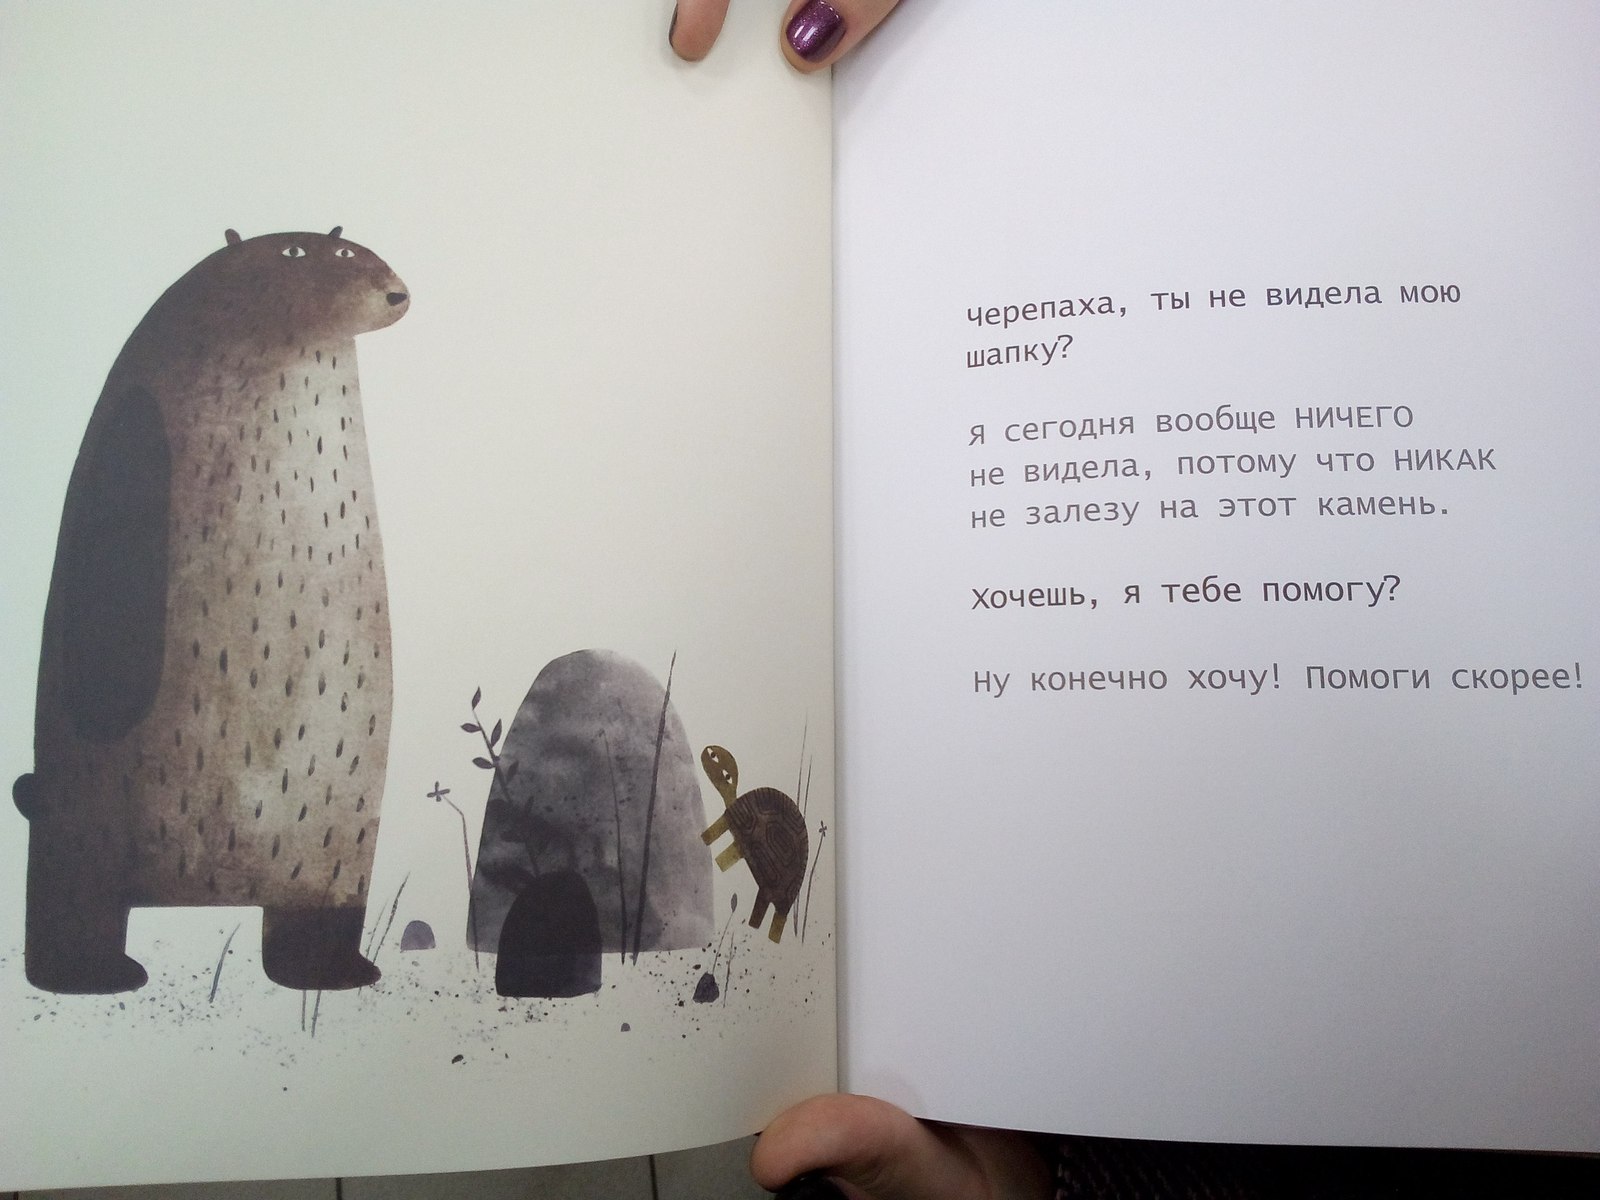 Черепаха, ты не видела мою
шапку?
Я сегодня вообще НИЧЕГО
не видела, потому что НИКАК
не залезу на этот камень.
Хочешь, я тебе помогу?
Ну конечно хочу! Помоги скорее!